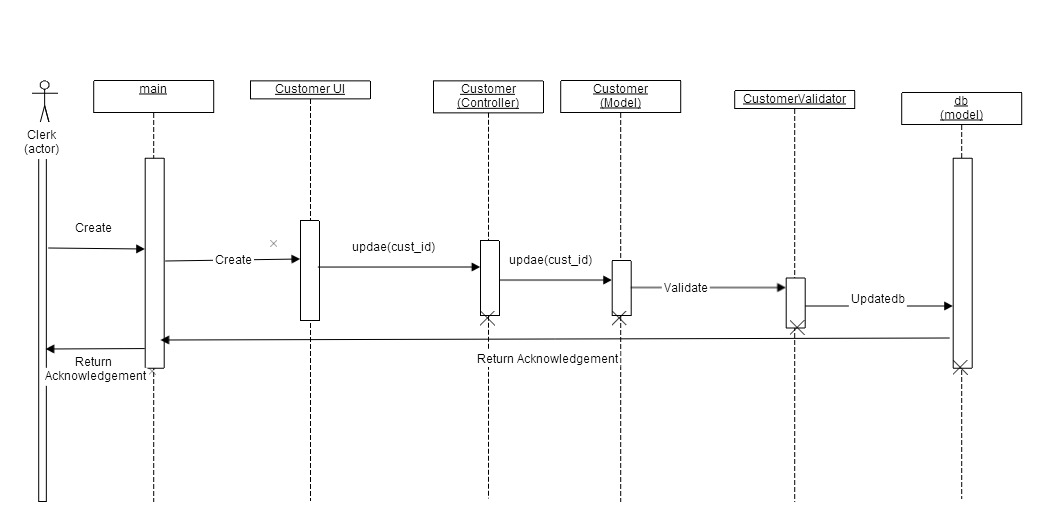 main
Customer UI
Customer
(Controller)
Customer
(Model)
CustomerValidator
db
(model)
Clerk
(actor)
Create
Create
updae(cust_id)
updae(cust_id)
Validate
Updatedb
Return
Acknowledgement
Return Acknowledgement